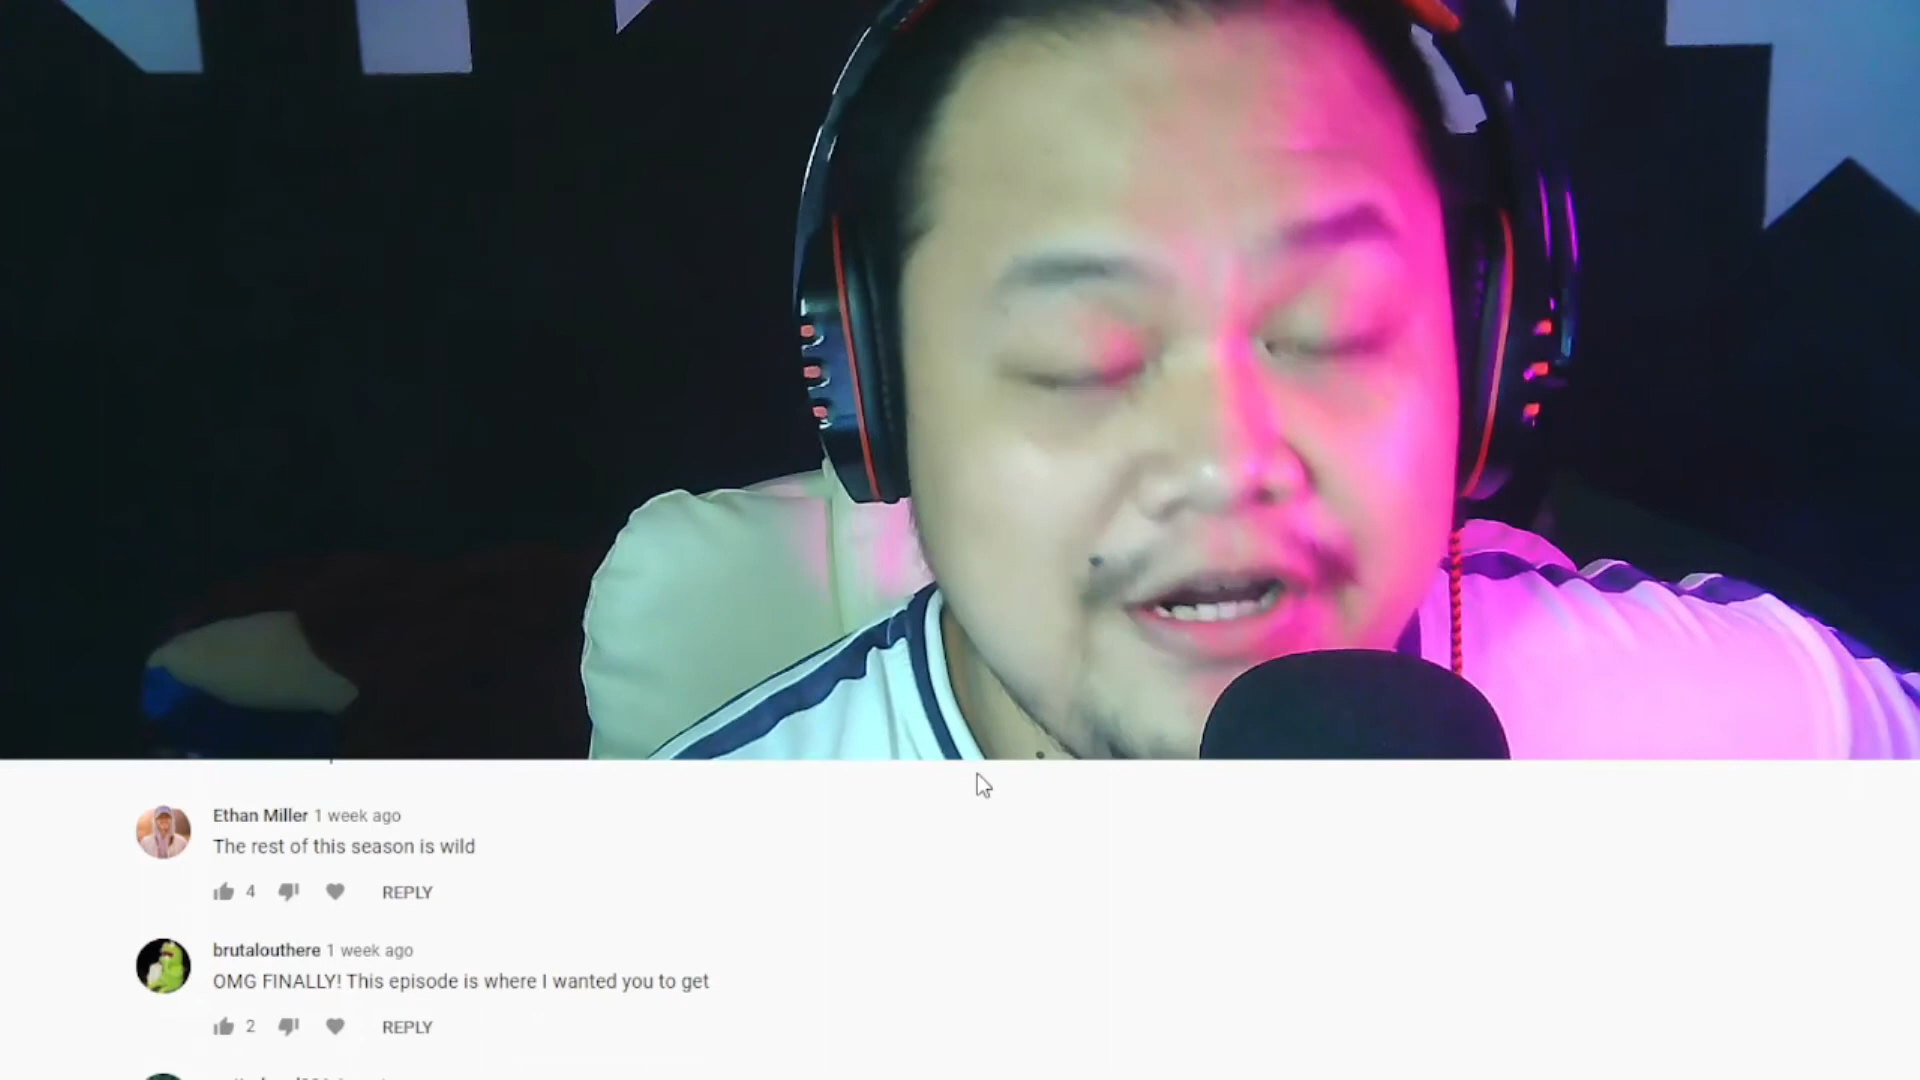 Ethan Miller 1 week ago
The rest of this season is wild
4 REPLY
brutalouthere 1 week ago
OMG FINALLY! This episode is where I wanted you to get
2 REPLY